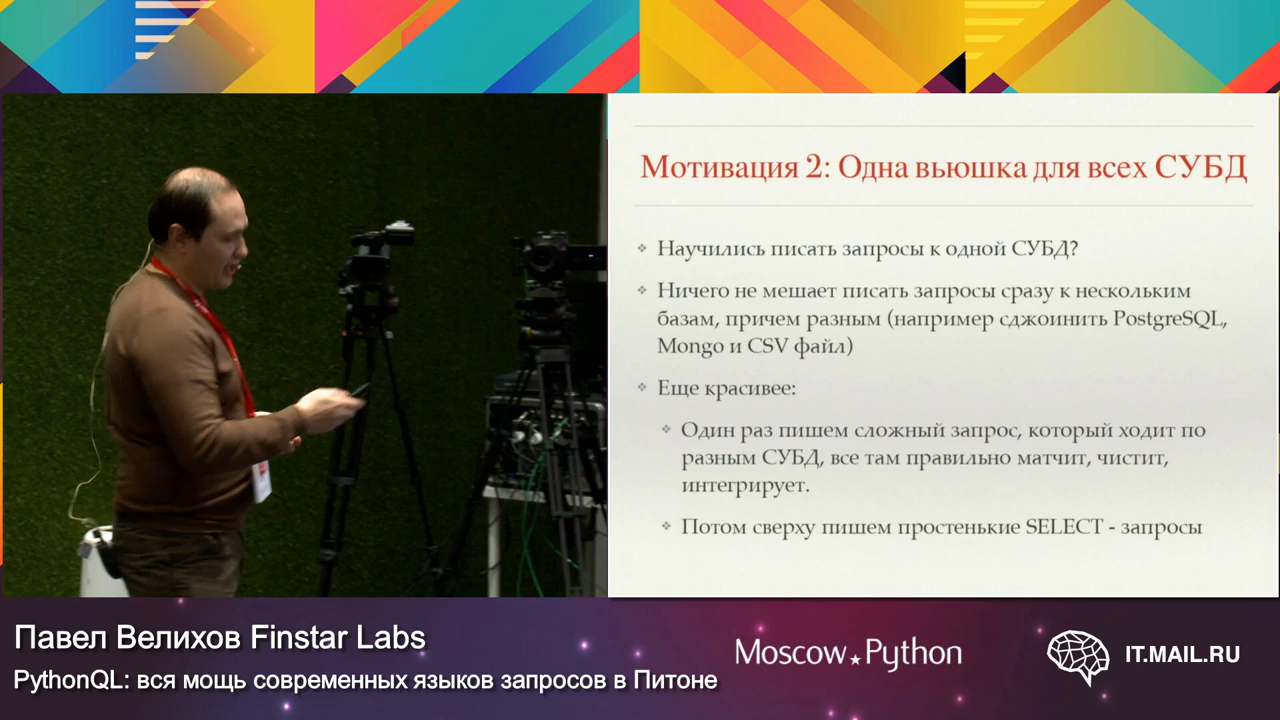 Мотивация 2: Одна вьюшка для всех СУБД
Научились писать запросы к одной СУБД?
Ничего не мешает писать запросы сразу к нескольким
базам, причем разным (например сджоинить PostgreSQL,
Mongo и CSV файл)
Еще красивее:
Один раз пишем сложный запрос, который ходит по
разным СУБД, все там правильно матчит, чистит,
интегрирует.
Потом сверху пишем простенькие SELECT - запросы
Павел Велихов Finstar Labs
PythonQL: вся мощь современных языков запросов в Питоне
Moscow Python
IT.MAIL.RU